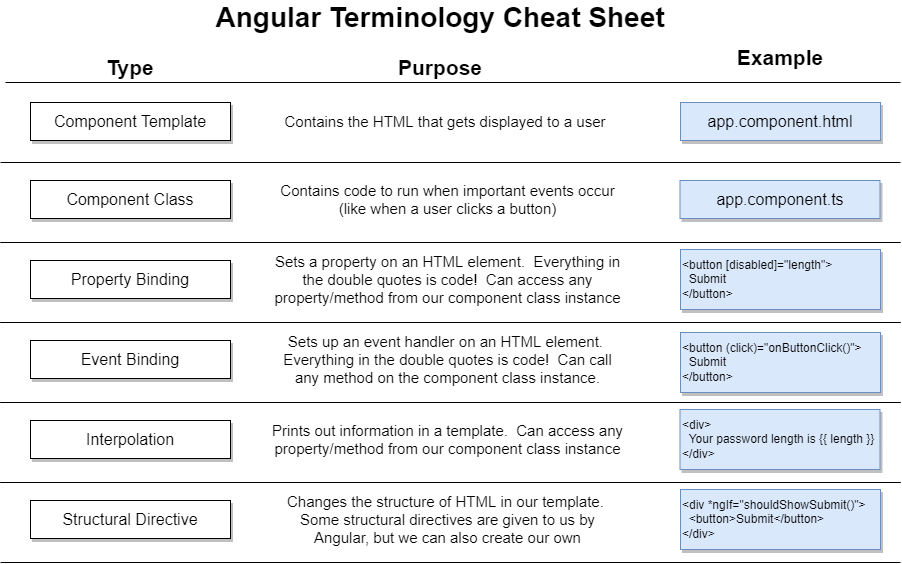 Angular Terminology Cheat Sheet
Type
Purpose
Example
Component Template
Contains the HTML that gets displayed to a user
app.component.html
Component Class
Contains code to run when important events occur
(like when a user clicks a button)
app.component.ts
Property Binding
Sets a property on an HTML element.  Everything in
the double quotes is code!  Can access any
property/method from our component class instance
<button [disabled]="length">
  Submit
</button>
Event Binding
Sets up an event handler on an HTML element.
Everything in the double quotes is code!  Can call
any method on the component class instance.
<button (click)="onButtonClick()">
  Submit
</button>
Interpolation
Prints out information in a template.  Can access any
property/method from our component class instance
<div>
  Your password length is {{ length }}
</div>
Structural Directive
Changes the structure of HTML in our template.
Some structural directives are given to us by
Angular, but we can also create our own
<div *ngIf="shouldShowSubmit()">
  <button>Submit</button>
</div>